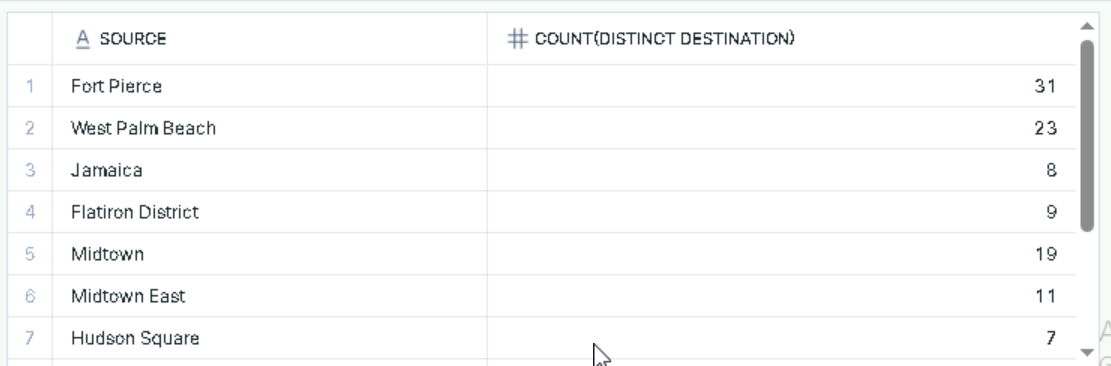 A SOURCE # COUNT(DISTINCT DESTINATION)
1 Fort Pierce 31
2 West Palm Beach 23
3 Jamaica 8
4 Flatiron District 9
5 Midtown 19
6 Midtown East 11
7 Hudson Square 7
A